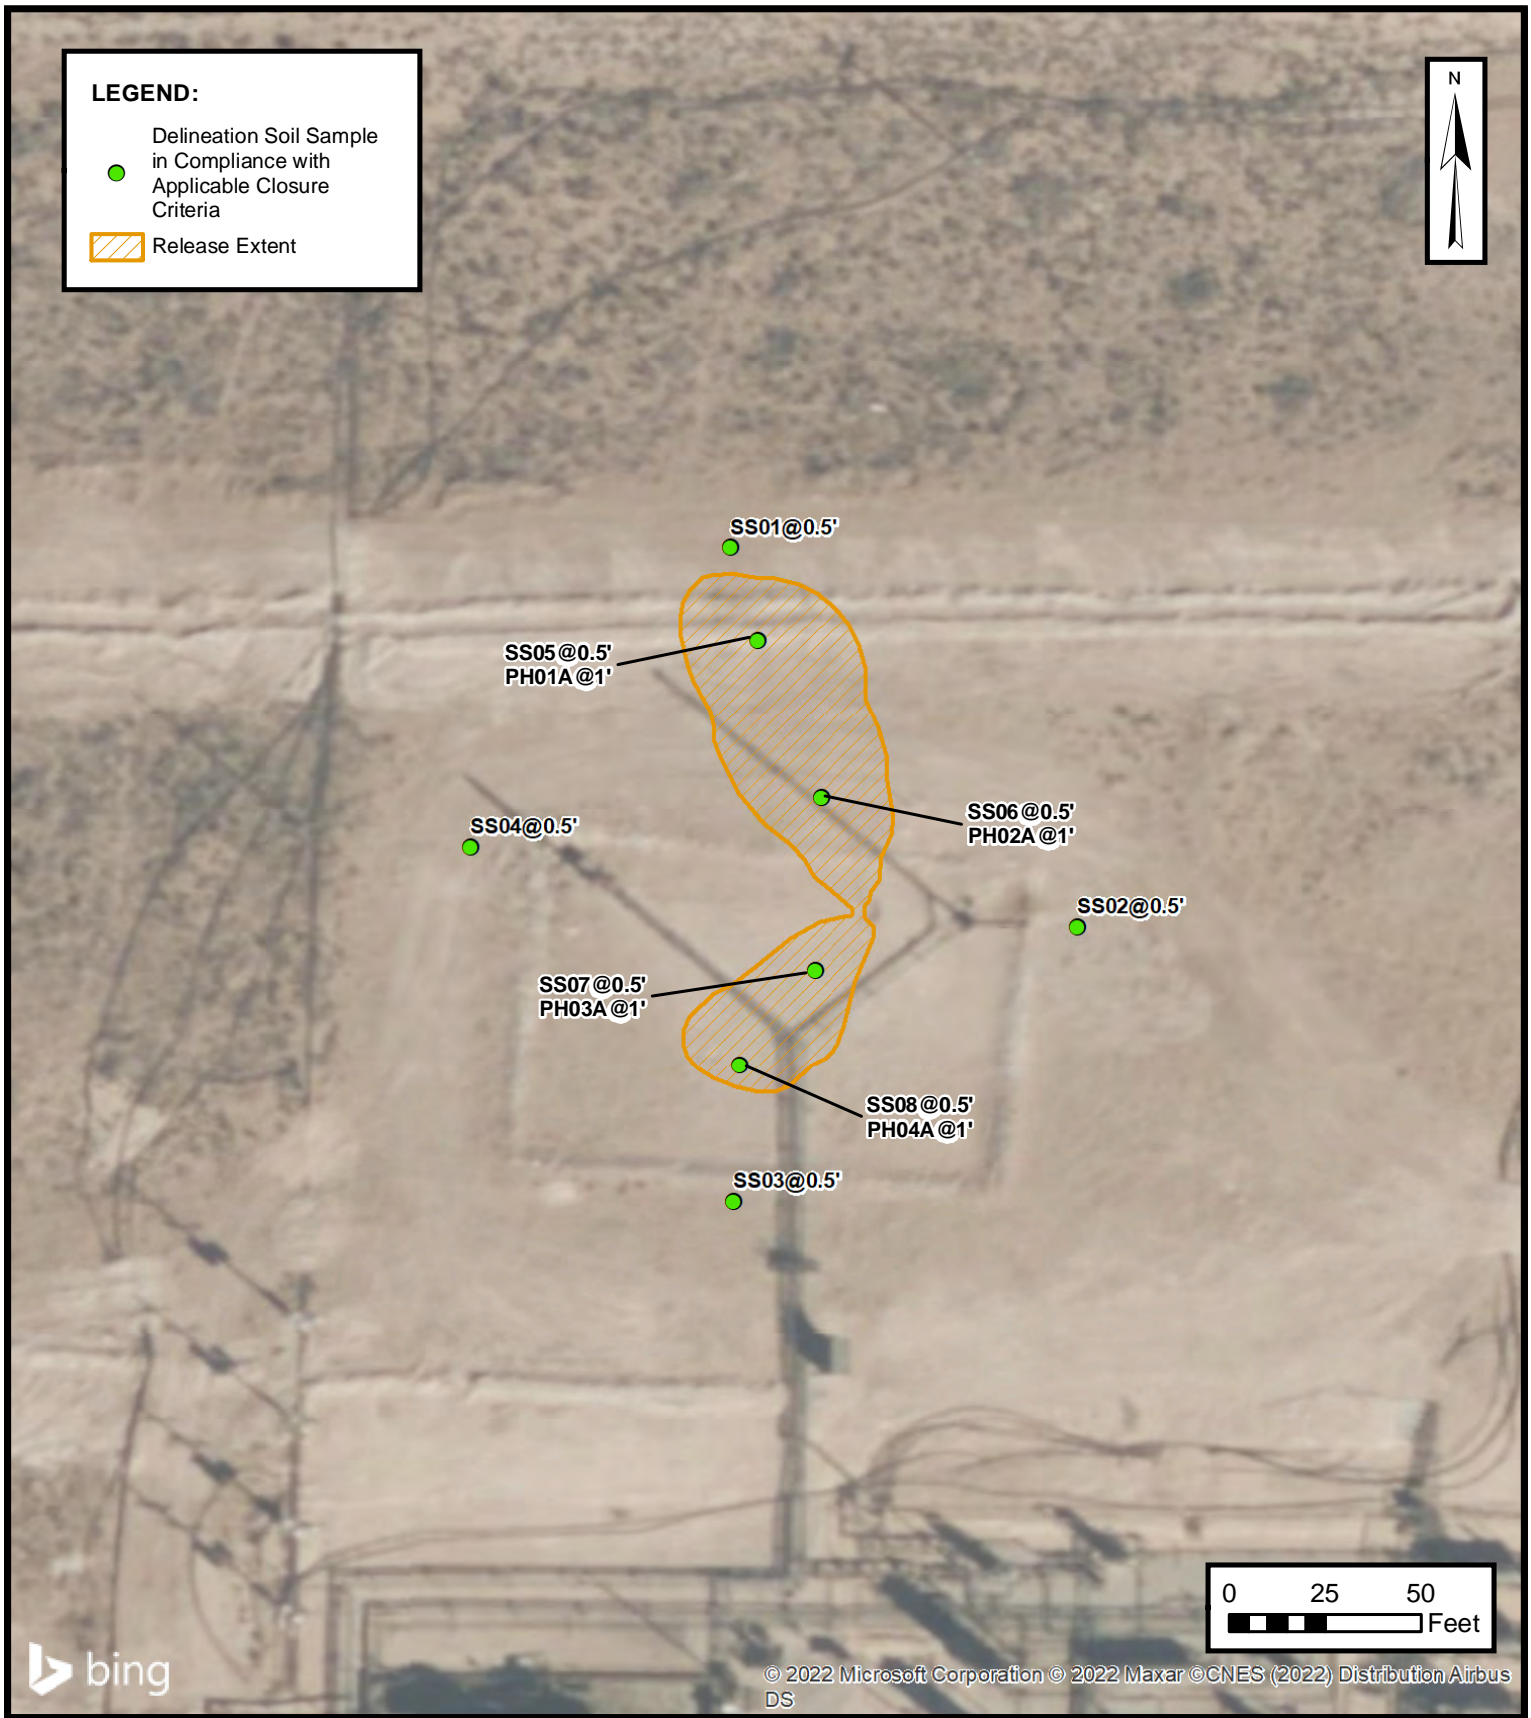 LEGEND:
Delineation Soil Sample
in Compliance with
Applicable Closure
Criteria
Release Extent
N
SS01@0.5'
SS05@0.5'
PH01A@1'
SS06@0.5'
PH02A@1'
SS04@0.5'
SS02@0.5'
SS07@0.5'
PH03A@1'
SS08@0.5'
PH04A@1'
SS03@0.5'
0 25 50
Feet
bing
© 2022 Microsoft Corporation © 2022 Maxar ©CNES (2022) Distribution Airbus
DS